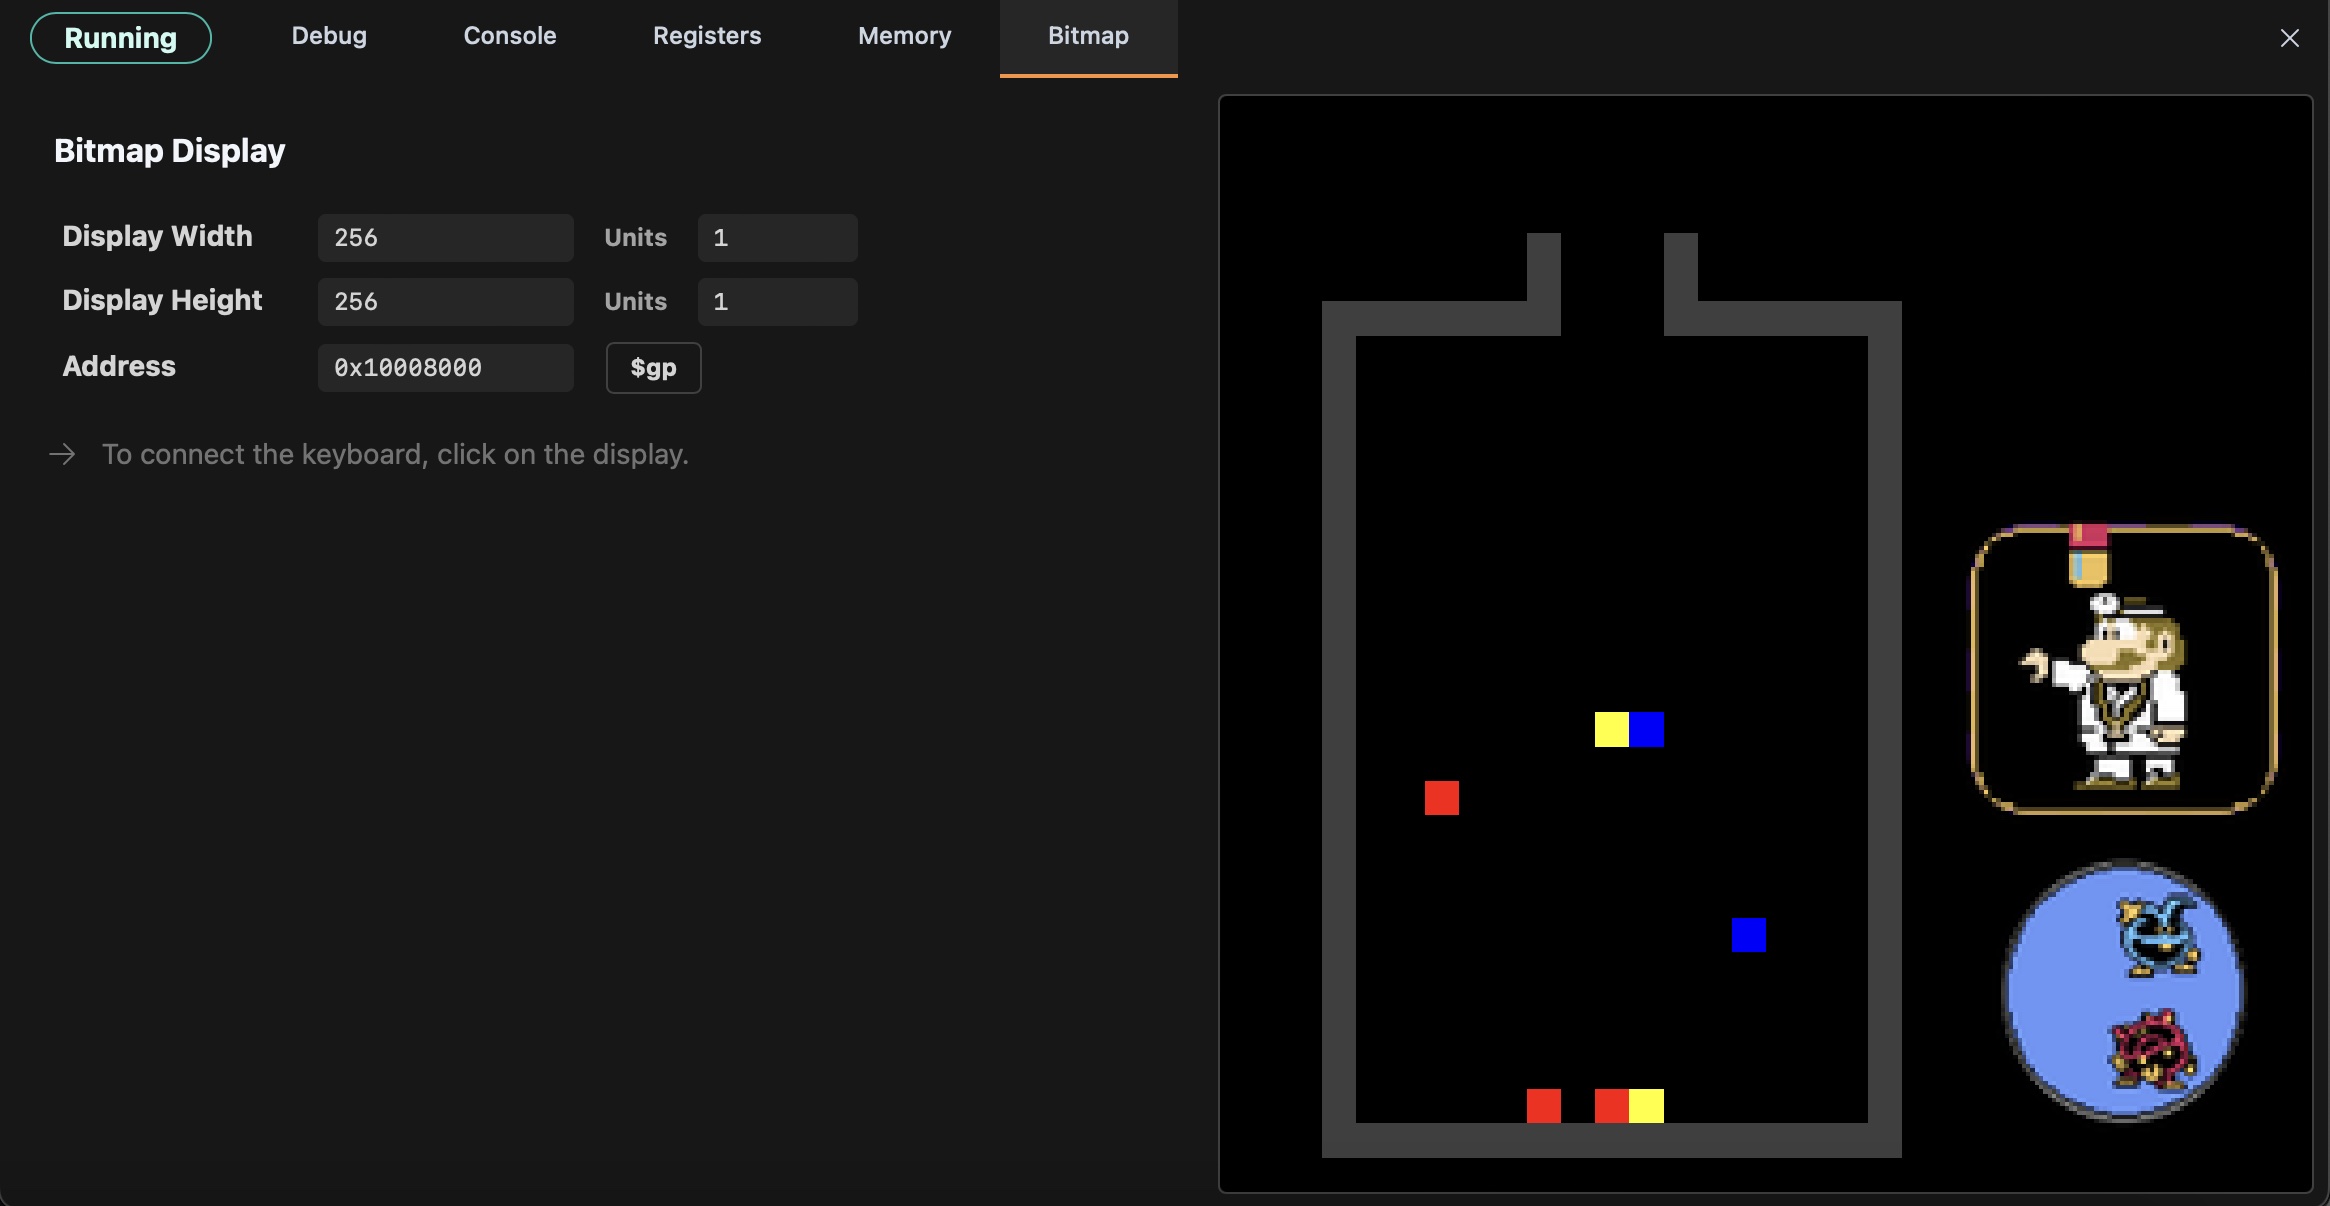 Running Debug Console Registers Memory Bitmap
Bitmap Display
Display Width 256 Units 1
Display Height 256 Units 1
Address 0x10008000 $gp
→ To connect the keyboard, click on the display.